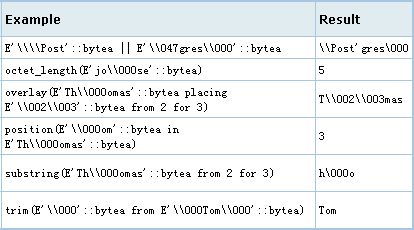 Example Result
E'\\\\Post'::bytea || E'\\047gres\\000'::bytea \\Post'gres\000
octet_length(E'jo\\000se'::bytea) 5
overlay(E'Th\\000omas'::bytea placing
E'\\002\\003'::bytea from 2 for 3) T\\002\\003mas
position(E'\\000om'::bytea in
E'Th\\000omas'::bytea) 3
substring(E'Th\\000omas'::bytea from 2 for 3) h\000o
trim(E'\\000'::bytea from E'\\000Tom\\000'::bytea) Tom